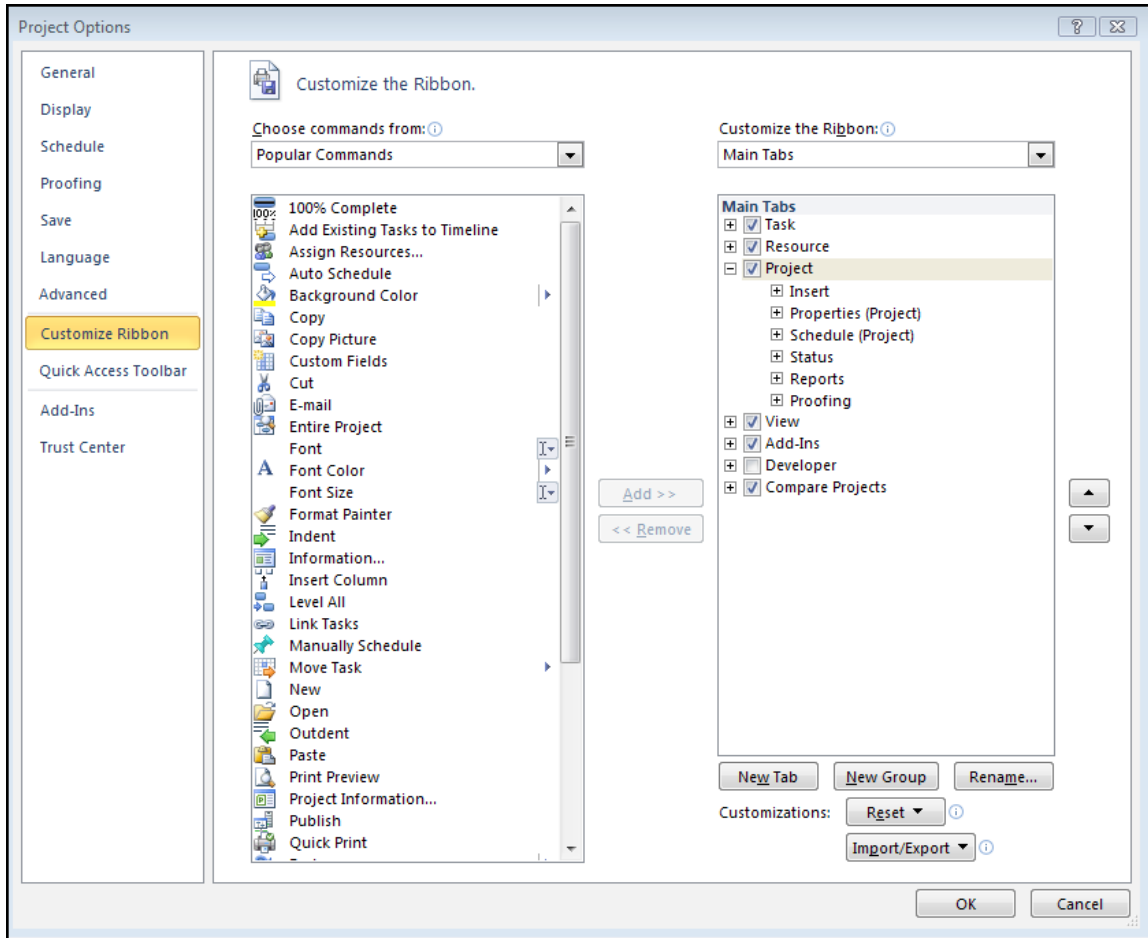 Project Options
General
Display
Schedule
Proofing
Save
Language
Advanced
Customize Ribbon
Quick Access Toolbar
Add-Ins
Trust Center
Customize the Ribbon.
Choose commands from:
Popular Commands
100% Complete
Add Existing Tasks to Timeline
Assign Resources...
Auto Schedule
Background Color
Copy
Copy Picture
Custom Fields
Cut
E-mail
Entire Project
Font
Font Color
Font Size
Format Painter
Indent
Information...
Insert Column
Level All
Link Tasks
Manually Schedule
Move Task
New
Open
Outdent
Paste
Print Preview
Project Information...
Publish
Quick Print
Add >>
<< Remove
Customize the Ribbon:
Main Tabs
Main Tabs
Task
Resource
Project
Insert
Properties (Project)
Schedule (Project)
Status
Reports
Proofing
View
Add-Ins
Developer
Compare Projects
New Tab New Group Rename...
Customizations: Reset
Import/Export
OK Cancel